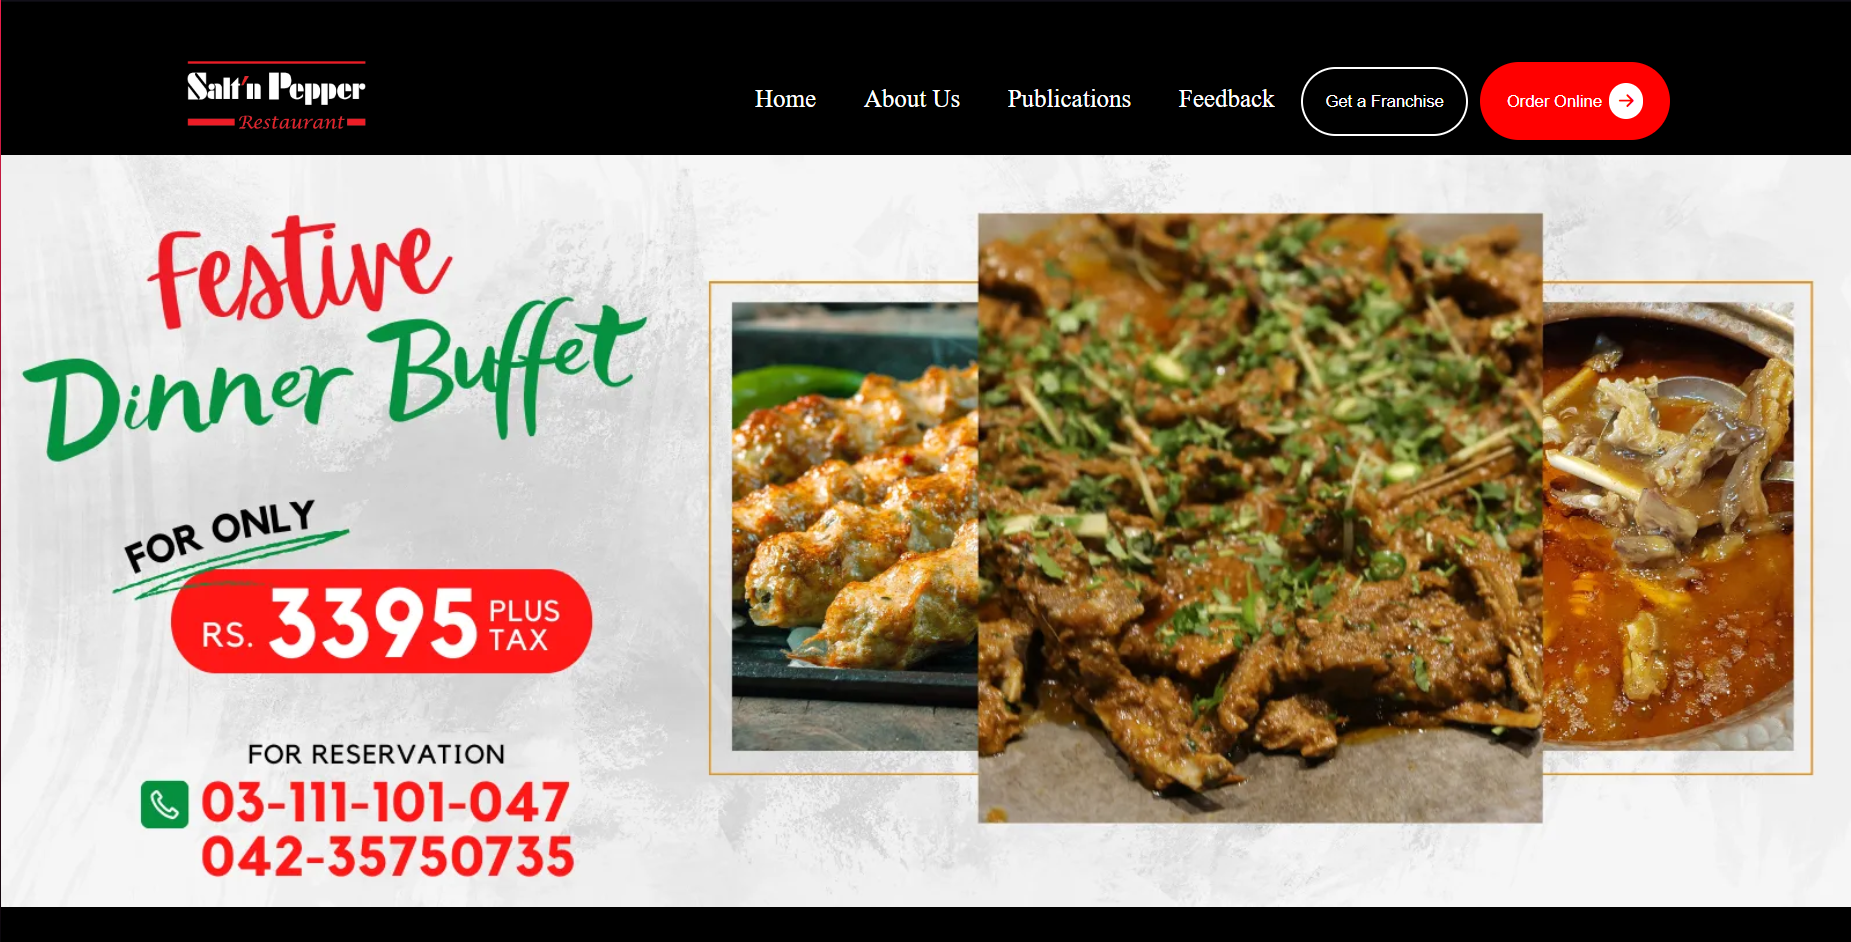 Salt'n Pepper
Restaurant
Home
About Us
Publications
Feedback
Get a Franchise
Order Online
Festive
Dinner Buffet
FOR ONLY
RS. 3395 PLUS TAX
FOR RESERVATION
03-111-101-047
042-35750735